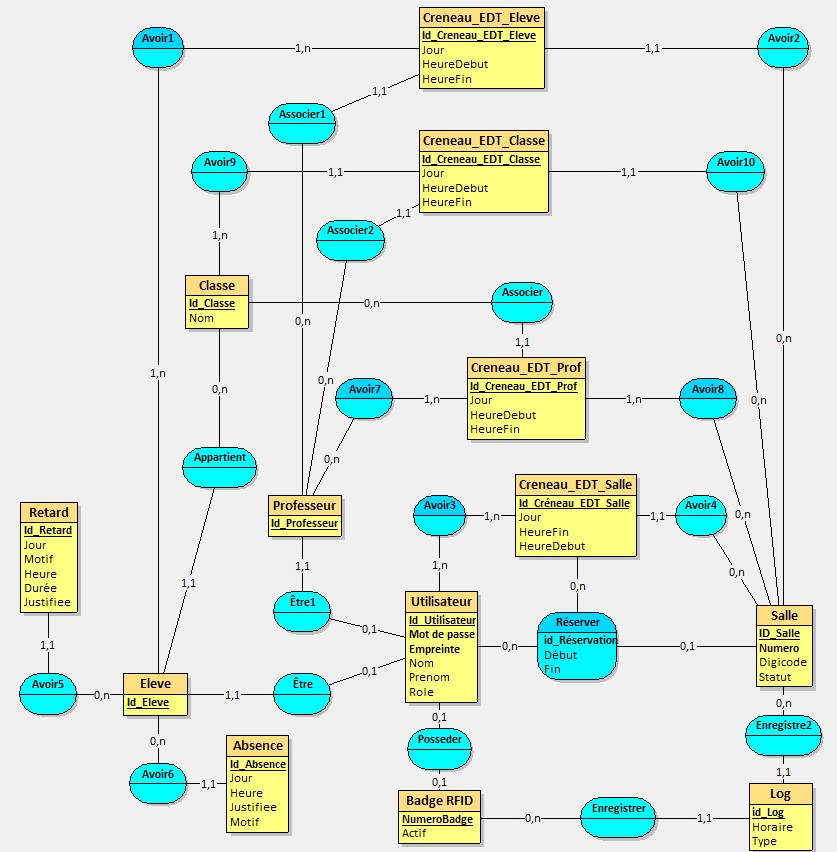 Creneau_EDT_Eleve
Id_Creneau_EDT_Eleve
Jour
HeureDebut
HeureFin
Avoir1
1,n
1,1
Avoir2
1,1
Associer1
Creneau_EDT_Classe
Id_Creneau_EDT_Classe
Jour
HeureDebut
HeureFin
Avoir9
1,1
1,1
Avoir10
1,1
Associer2
1,n
Classe
Id_Classe
Nom
0,n
Associer
0,n
1,1
0,n
1,n
0,n
0,n
0,n
Creneau_EDT_Prof
Id_Creneau_EDT_Prof
Jour
HeureDebut
HeureFin
Avoir7
1,n
1,n
Avoir8
0,n
Appartient
Professeur
Id_Professeur
Creneau_EDT_Salle
Id_Créneau_EDT_Salle
Jour
HeureFin
HeureDebut
Avoir3
1,n
1,1
Avoir4
0,n
0,n
Retard
Id_Retard
Jour
Motif
Heure
Durée
Justifiee
1,1
1,1
1,n
0,n
Être1
0,1
Utilisateur
Id_Utilisateur
Mot de passe
Empreinte
Nom
Prenom
Role
0,n
Réserver
id_Réservation
Début
Fin
0,1
Salle
ID_Salle
Numero
Digicode
Statut
1,1
Avoir5
0,n
Eleve
Id_Eleve
1,1
Être
0,1
0,n
Avoir6
1,1
Absence
Id_Absence
Jour
Heure
Justifiee
Motif
0,1
Posseder
0,1
0,n
Enregistre2
1,1
Badge RFID
NumeroBadge
Actif
0,n
Enregistrer
1,1
Log
id_Log
Horaire
Type